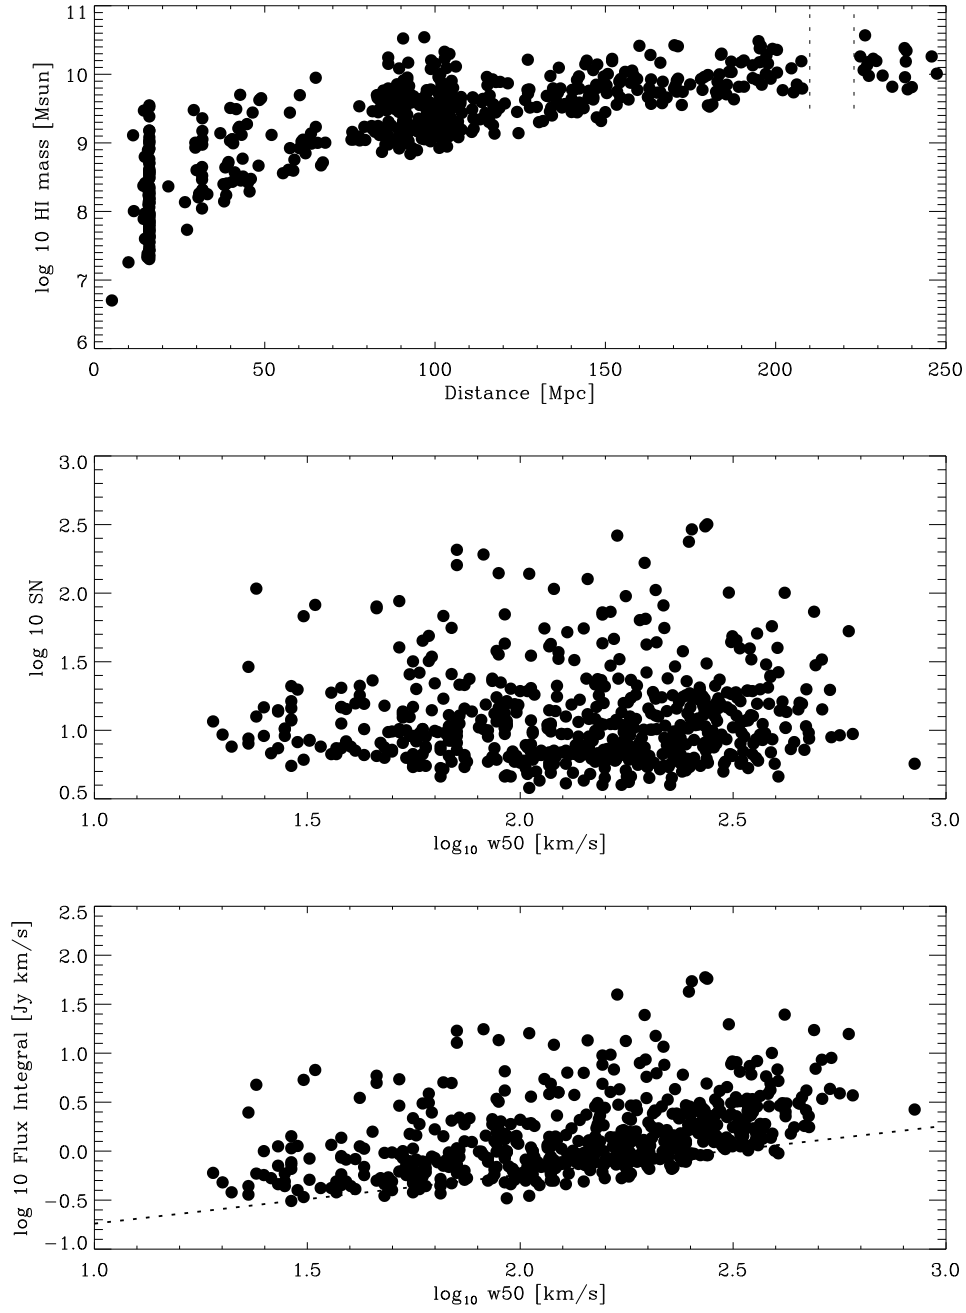 11
10
9
8
7
6
log 10 HI mass [Msun]
0 50 100 150 200 250
Distance [Mpc]
3.0
2.5
2.0
1.5
1.0
0.5
log 10 SN
1.0 1.5 2.0 2.5 3.0
log₁₀ w50 [km/s]
2.5
2.0
1.5
1.0
0.5
0.0
−0.5
−1.0
log 10 Flux Integral [Jy km/s]
1.0 1.5 2.0 2.5 3.0
log₁₀ w50 [km/s]